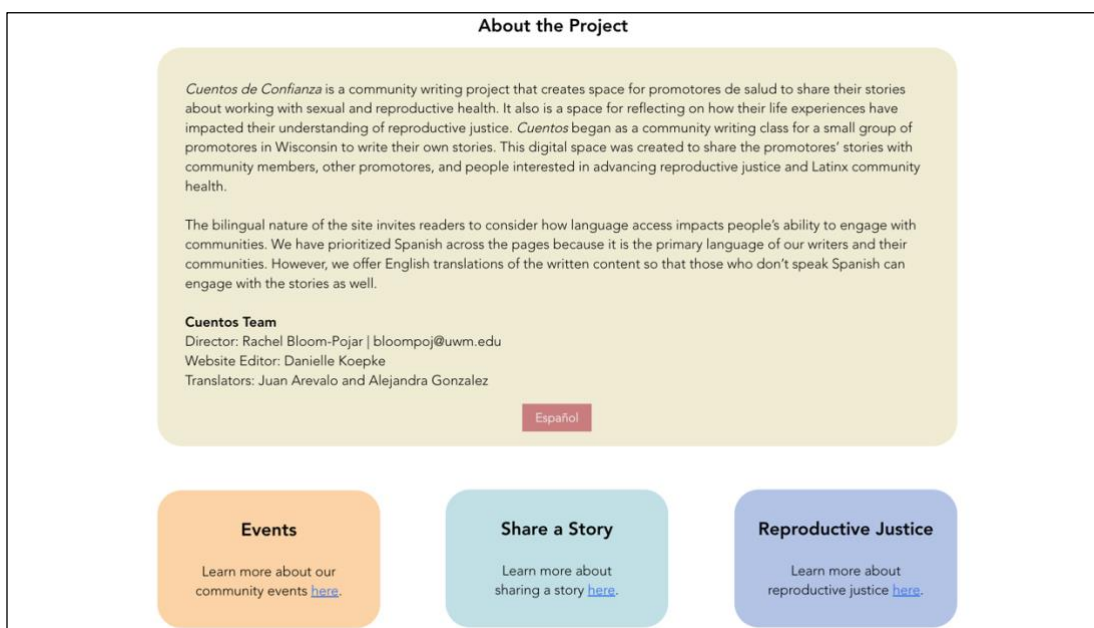 About the Project
Cuentos de Confianza is a community writing project that creates space for promotores de salud to share their stories
about working with sexual and reproductive health. It also is a space for reflecting on how their life experiences have
impacted their understanding of reproductive justice. Cuentos began as a community writing class for a small group of
promotores in Wisconsin to write their own stories. This digital space was created to share the promotores’ stories with
community members, other promotores, and people interested in advancing reproductive justice and Latinx community
health.
The bilingual nature of the site invites readers to consider how language access impacts people’s ability to engage with
communities. We have prioritized Spanish across the pages because it is the primary language of our writers and their
communities. However, we offer English translations of the written content so that those who don’t speak Spanish can
engage with the stories as well.
Cuentos Team
Director: Rachel Bloom-Pojar | bloompoj@uwm.edu
Website Editor: Danielle Koepke
Translators: Juan Arevalo and Alejandra Gonzalez
Español
Events
Learn more about our
community events here.
Share a Story
Learn more about
sharing a story here.
Reproductive Justice
Learn more about
reproductive justice here.